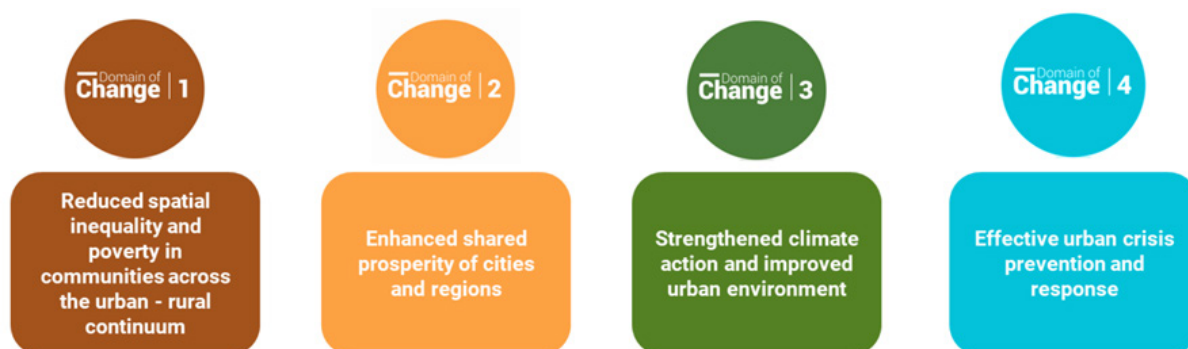 Domain of
Change | 1
Domain of
Change | 2
Domain of
Change | 3
Domain of
Change | 4
Reduced spatial
inequality and
poverty in
communities across
the urban - rural
continuum
Enhanced shared
prosperity of cities
and regions
Strengthened climate
action and improved
urban environment
Effective urban crisis
prevention and
response